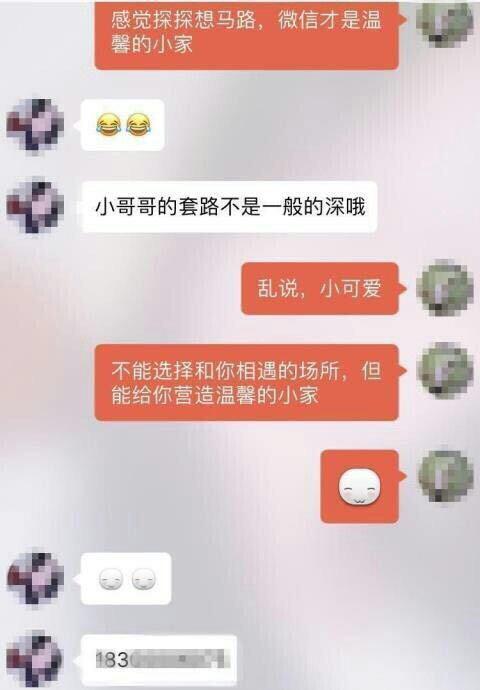 感觉探探想马路，微信才是温
馨的小家
小哥哥的套路不是一般的深哦
乱说，小可爱
不能选择和你相遇的场所，但
能给你营造温馨的小家